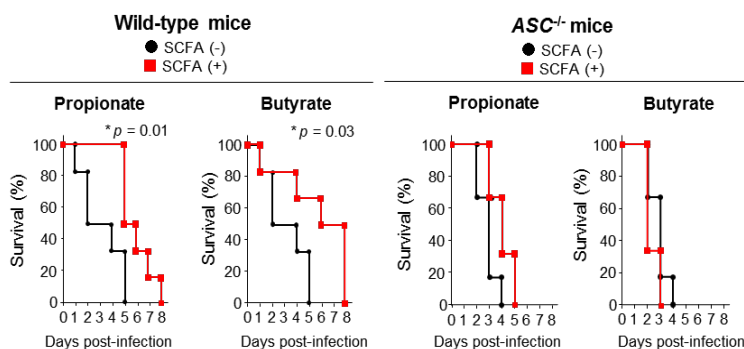 Wild-type mice
SCFA (-)
SCFA (+)
Propionate
* p = 0.01
Survival (%)
100
80
60
40
20
0
0 1 2 3 4 5 6 7 8
Days post-infection
Butyrate
* p = 0.03
Survival (%)
100
80
60
40
20
0
0 1 2 3 4 5 6 7 8
Days post-infection
ASC-/- mice
SCFA (-)
SCFA (+)
Propionate
Survival (%)
100
80
60
40
20
0
0 1 2 3 4 5 6 7 8
Days post-infection
Butyrate
Survival (%)
100
80
60
40
20
0
0 1 2 3 4 5 6 7 8
Days post-infection